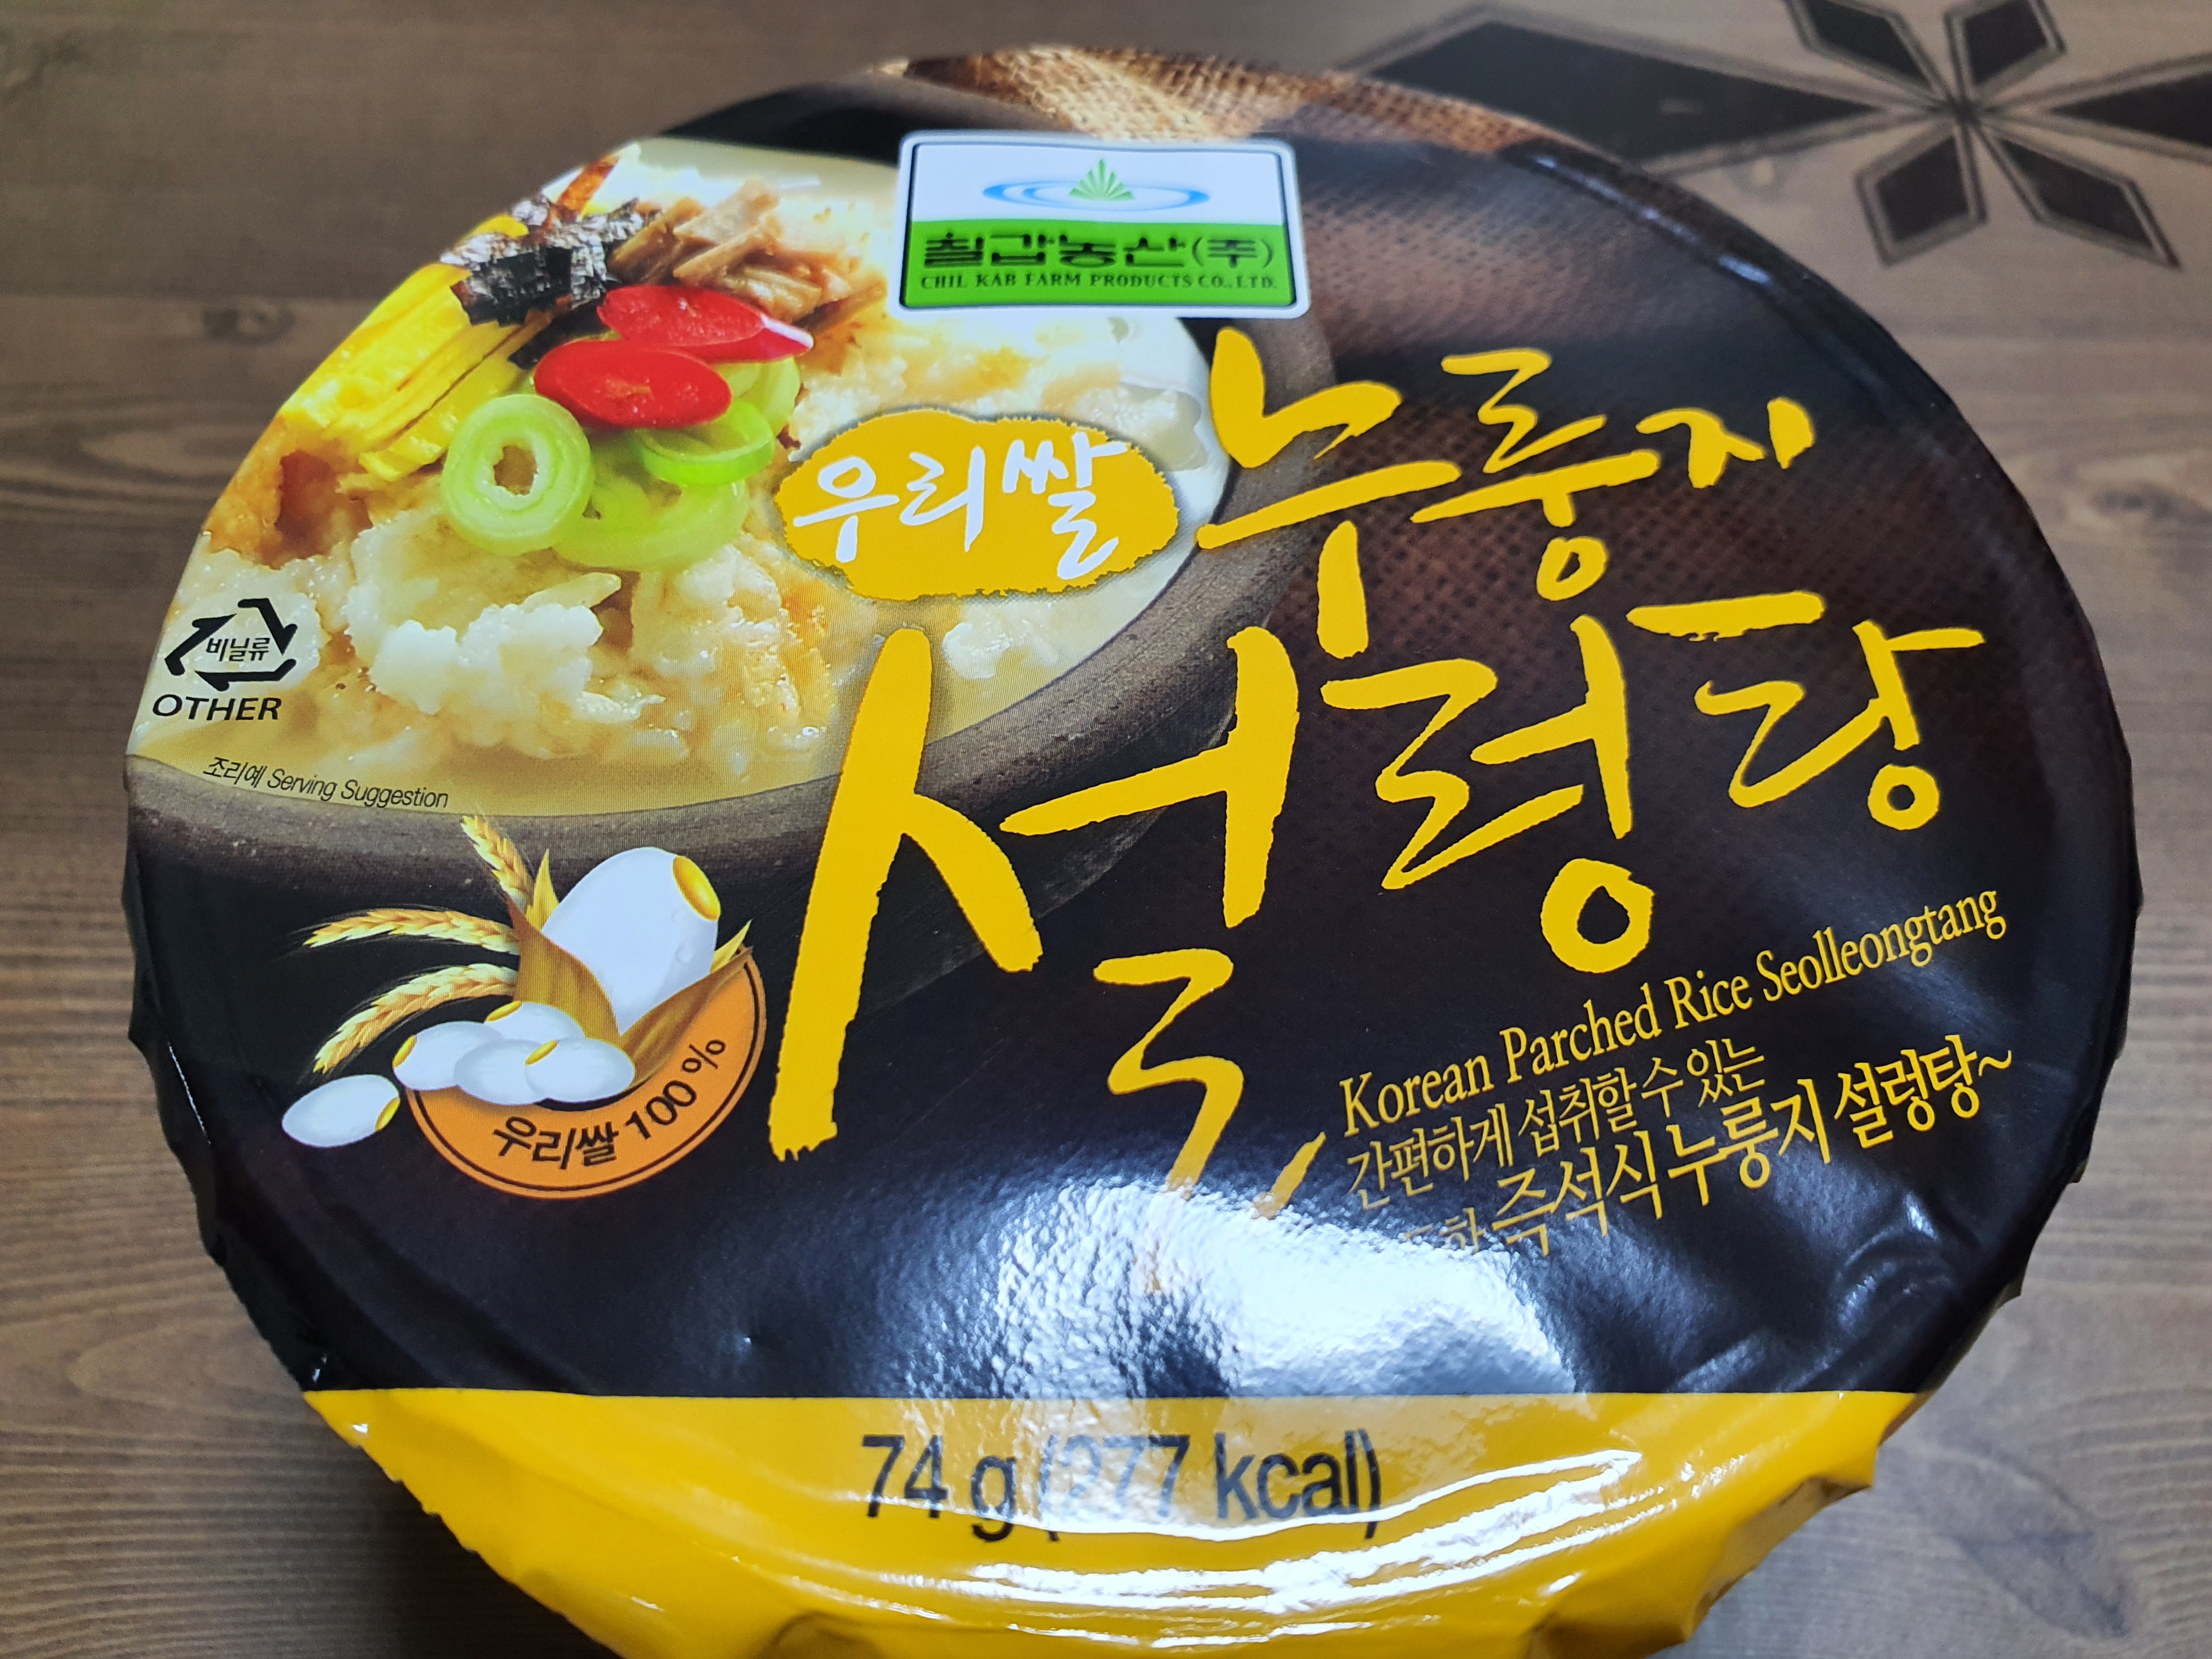 칠갑농산(주)
CHIL KAB FARM PRODUCTS CO., LTD.
우리쌀
누룽지
설렁탕
비닐류
OTHER
조리예 Serving Suggestion
우리쌀 100%
Korean Parched Rice Seolleongtang
간편하게 섭취할 수 있는
즉석식 누룽지 설렁탕~
74 g (277 kcal)